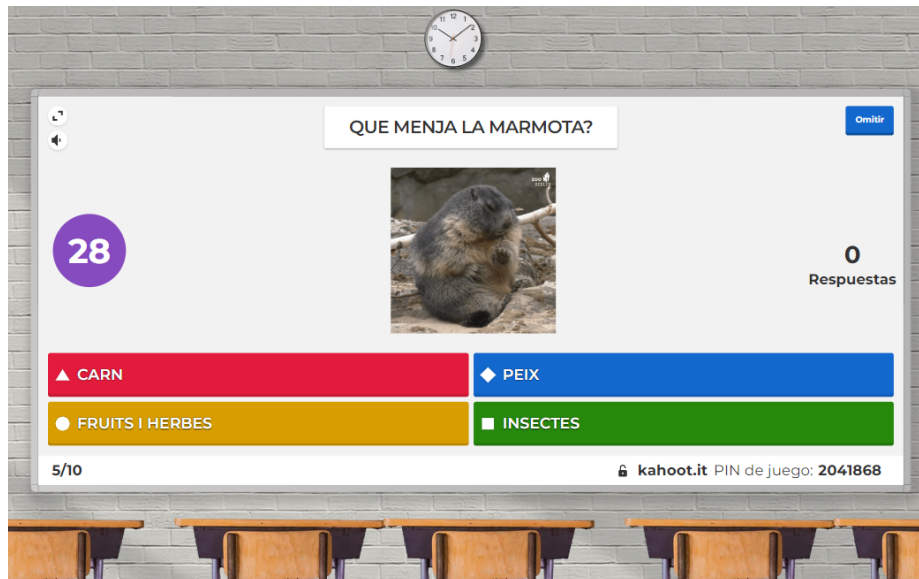 QUE MENJA LA MARMOTA?
Omitir
28
0
Respuestas
CARN
PEIX
FRUITS I HERBES
INSECTES
5/10
kahoot.it PIN de juego: 2041868